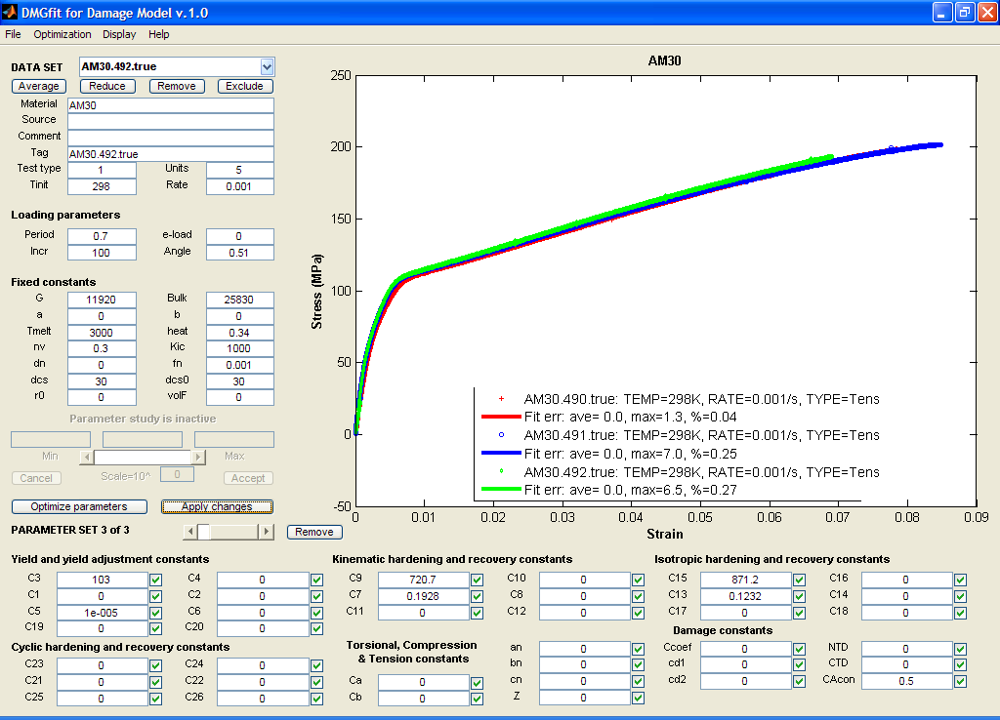 DMGfit for Damage Model v.1.0
File Optimization Display Help
DATA SET AM30.492.true
Average Reduce Remove Exclude
Material AM30
Source
Comment
Tag AM30.492.true
Test type 1 Units 5
Tinit 298 Rate 0.001
Loading parameters
Period 0.7 e-load 0
Incr 100 Angle 0.51
Fixed constants
G 11920 Bulk 25830
a 0 b 0
Tmelt 3000 heat 0.34
nv 0.3 Kic 1000
dn 0 fn 0.001
dcs 30 dcs0 30
r0 0 volF 0
Parameter study is inactive
Min Max
Cancel Scale=10^ 0 Accept
Optimize parameters Apply changes
PARAMETER SET 3 of 3 Remove
AM30
Stress (MPa)
250
200
150
100
50
0
-50
AM30.490.true: TEMP=298K, RATE=0.001/s, TYPE=Tens
Fit err: ave= 0.0, max=1.3, %=0.04
AM30.491.true: TEMP=298K, RATE=0.001/s, TYPE=Tens
Fit err: ave= 0.0, max=7.0, %=0.25
AM30.492.true: TEMP=298K, RATE=0.001/s, TYPE=Tens
Fit err: ave= 0.0, max=6.5, %=0.27
0 0.01 0.02 0.03 0.04 0.05 0.06 0.07 0.08 0.09
Strain
Yield and yield adjustment constants
C3 103 C4 0
C1 0 C2 0
C5 1e-005 C6 0
C19 0 C20 0
Cyclic hardening and recovery constants
C23 0 C24 0
C21 0 C22 0
C25 0 C26 0
Kinematic hardening and recovery constants
C9 720.7 C10 0
C7 0.1928 C8 0
C11 0 C12 0
Torsional, Compression
& Tension constants
Ca 0
Cb 0
an 0
bn 0
cn 0
Z 0
Isotropic hardening and recovery constants
C15 871.2 C16 0
C13 0.1232 C14 0
C17 0 C18 0
Damage constants
Ccoef 0 NTD 0
cd1 0 CTD 0
cd2 0 CAcon 0.5